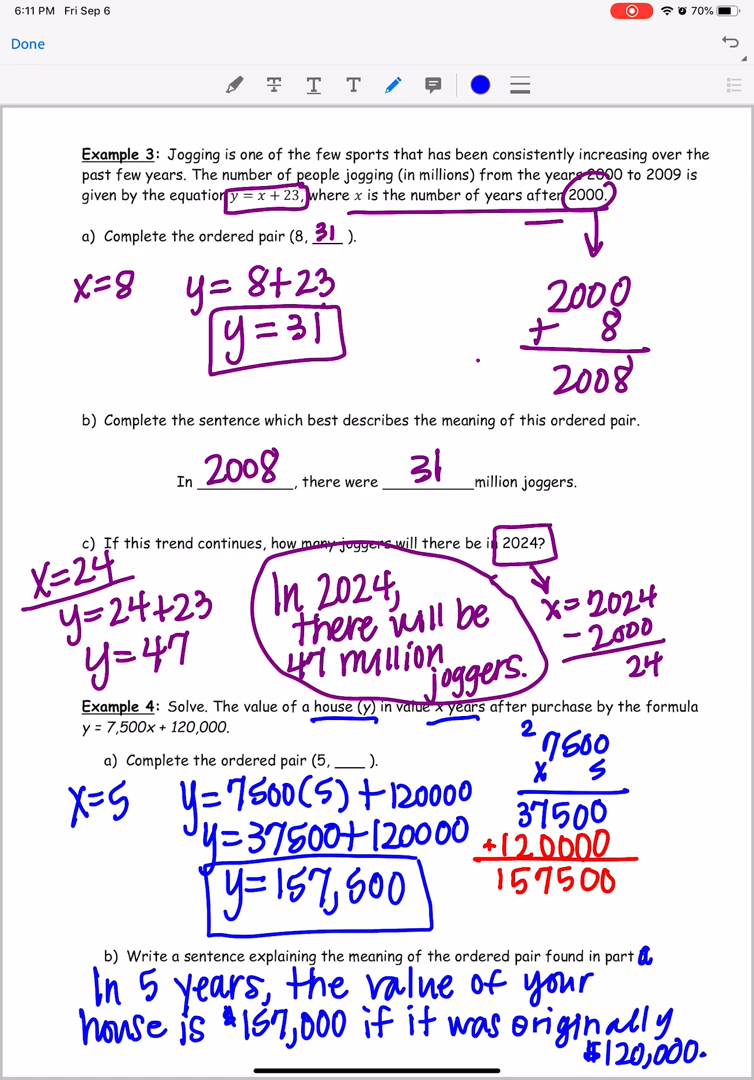 6:11 PM Fri Sep 6
70%
Done
Example 3: Jogging is one of the few sports that has been consistently increasing over the
past few years. The number of people jogging (in millions) from the years 2000 to 2009 is
given by the equation y = x + 23, where x is the number of years after 2000.
a) Complete the ordered pair (8, 31 ).
x=8
y= 8+23
y=31
2000
+ 8
2008
b) Complete the sentence which best describes the meaning of this ordered pair.
In 2008, there were 31 million joggers.
c) If this trend continues, how many joggers will there be in 2024?
x=24
y=24+23
y=47
In 2024,
there will be
47 million
joggers.
x=2024
-2000
24
Example 4: Solve. The value of a house (y) in value x years after purchase by the formula
y = 7,500x + 120,000.
a) Complete the ordered pair (5, ____ ).
x=5
y=7500(5)+120000
y=37500+120000
y=157,500
2
7500
x 5
37500
+120000
157500
b) Write a sentence explaining the meaning of the ordered pair found in part a
In 5 years, the value of your
house is $157,000 if it was originally
$120,000.